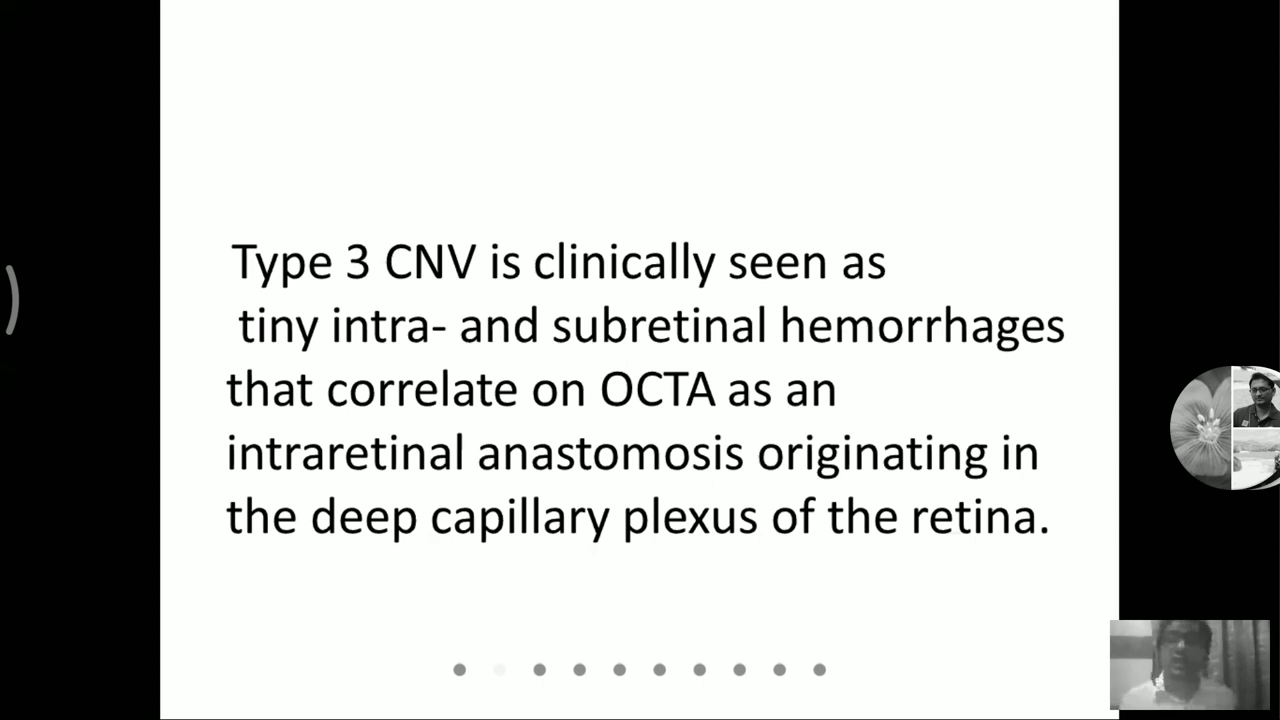 Type 3 CNV is clinically seen as
tiny intra- and subretinal hemorrhages
that correlate on OCTA as an
intraretinal anastomosis originating in
the deep capillary plexus of the retina.